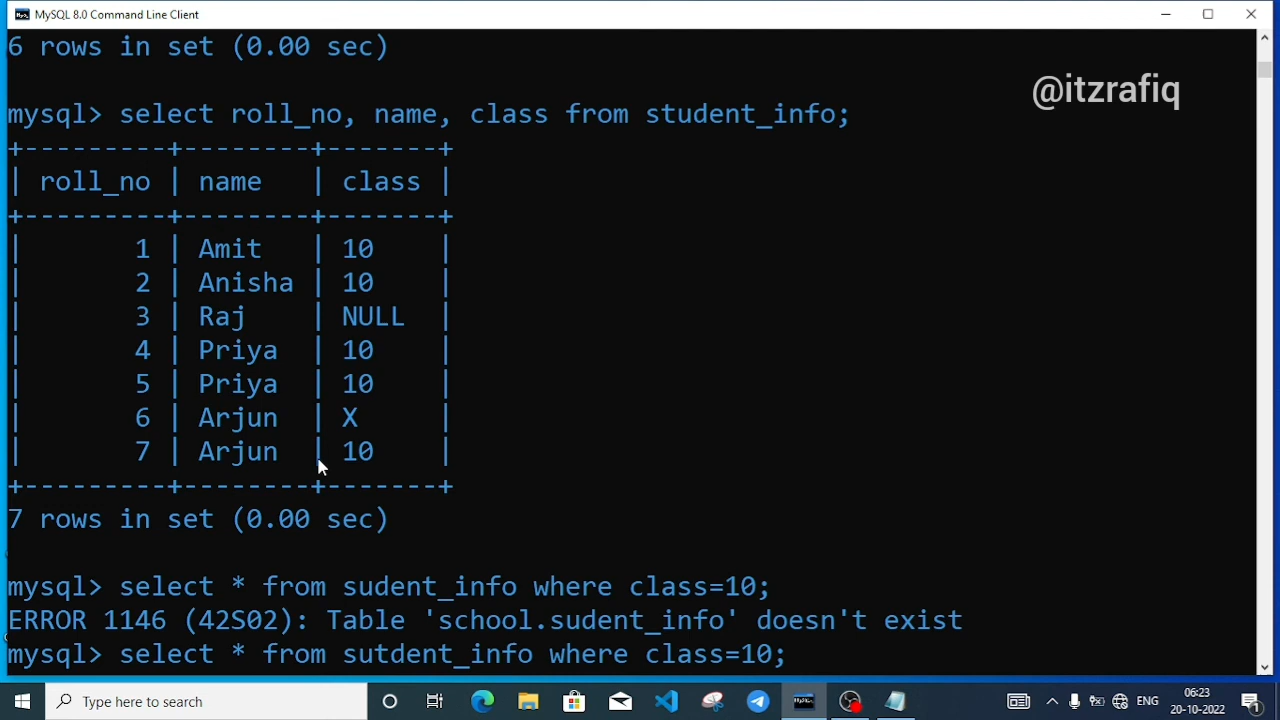 MySQL 8.0 Command Line Client
6 rows in set (0.00 sec)
@itzrafiq
mysql> select roll_no, name, class from student_info;
+---------+--------+-------+
| roll_no | name   | class |
+---------+--------+-------+
|       1 | Amit   | 10    |
|       2 | Anisha | 10    |
|       3 | Raj    | NULL  |
|       4 | Priya  | 10    |
|       5 | Priya  | 10    |
|       6 | Arjun  | X     |
|       7 | Arjun  | 10    |
+---------+--------+-------+
7 rows in set (0.00 sec)
mysql> select * from sudent_info where class=10;
ERROR 1146 (42S02): Table 'school.sudent_info' doesn't exist
mysql> select * from sutdent_info where class=10;
Type here to search
ENG
06:23
20-10-2022
1